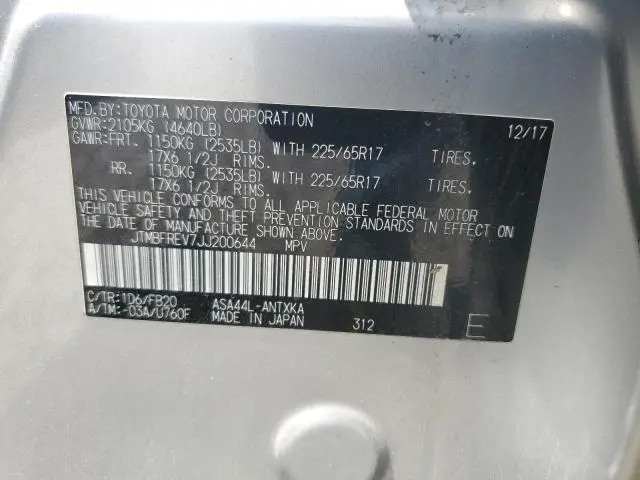 MFD.BY:TOYOTA MOTOR CORPORATION 12/17
GVWR:2105KG (4640LB)
GAWR:FRT. 1150KG (2535LB) WITH 225/65R17 TIRES.
17X6 1/2J RIMS.
RR. 1150KG (2535LB) WITH 225/65R17 TIRES.
17X6 1/2J RIMS.
THIS VEHICLE CONFORMS TO ALL APPLICABLE FEDERAL MOTOR
VEHICLE SAFETY AND THEFT PREVENTION STANDARDS IN EFFECT ON
THE DATE OF MANUFACTURE SHOWN ABOVE.
JTMBFREV7JJ200644 MPV
C/TR:1D6/FB20 ASA44L-ANTXKA
A/TM:-03A/U760F MADE IN JAPAN 312 E